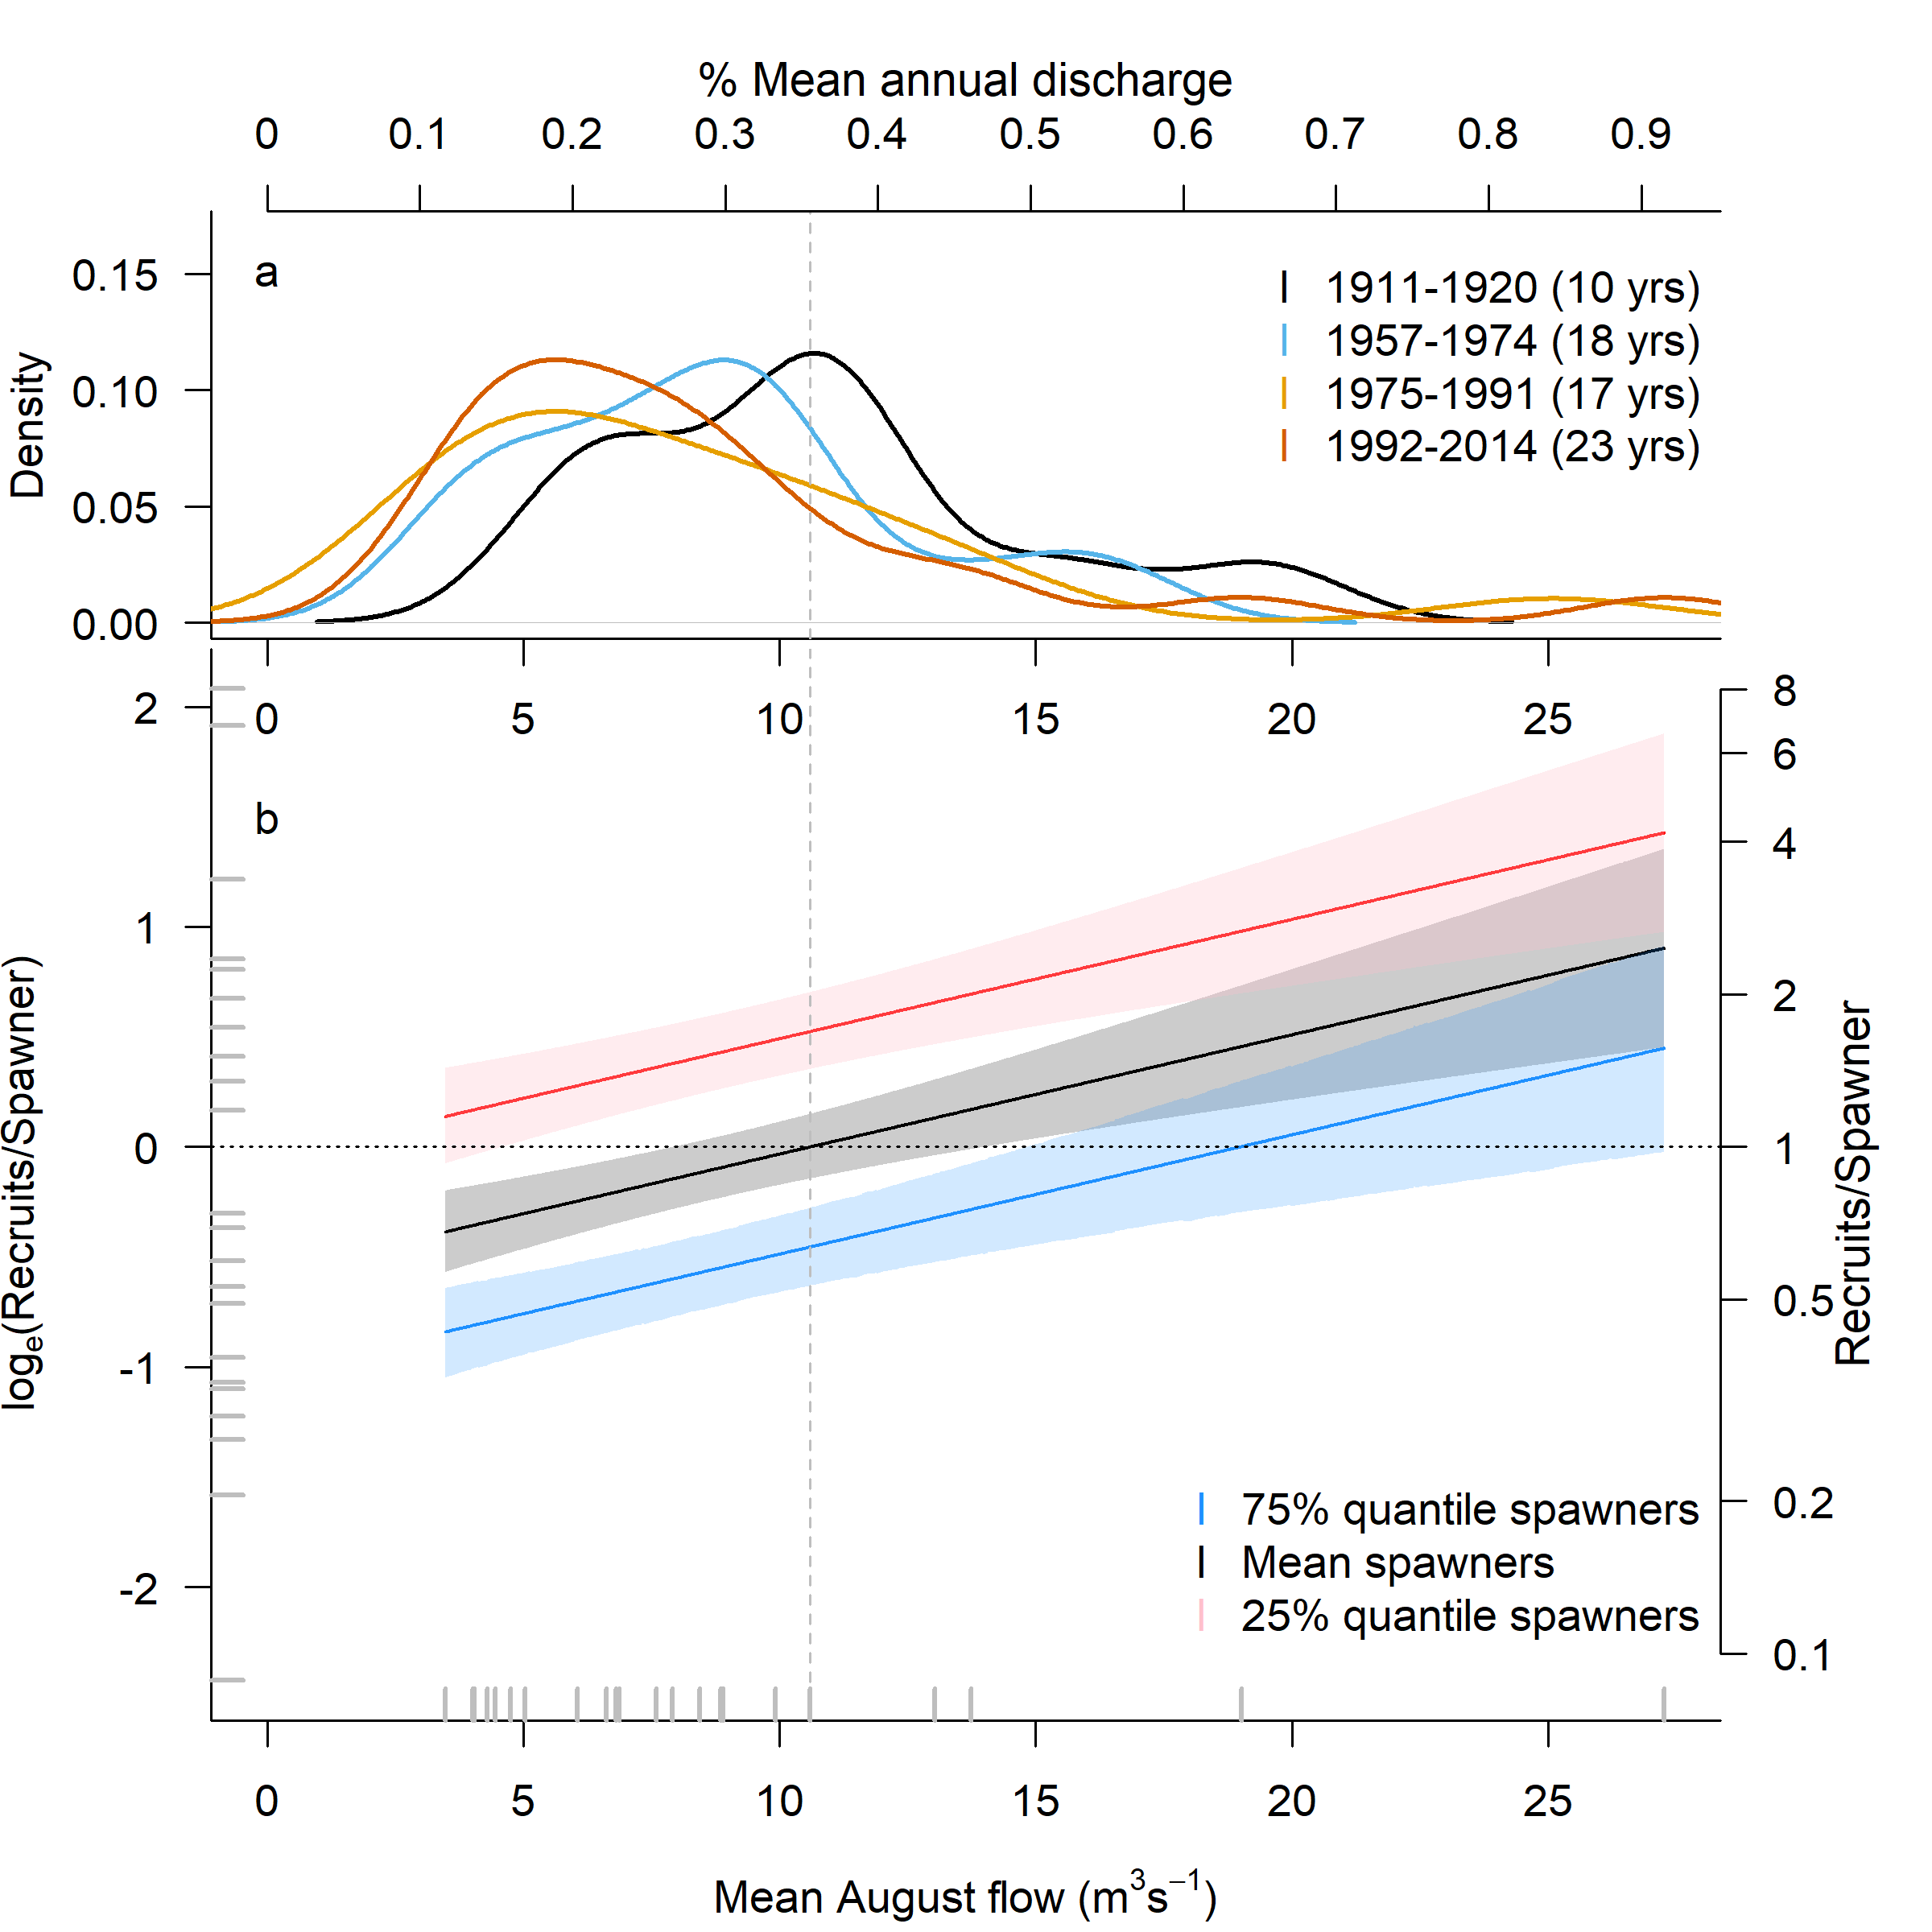 % Mean annual discharge
0 0.1 0.2 0.3 0.4 0.5 0.6 0.7 0.8 0.9
a
Density
0.15
0.10
0.05
0.00
1911-1920 (10 yrs)
1957-1974 (18 yrs)
1975-1991 (17 yrs)
1992-2014 (23 yrs)
0 5 10 15 20 25
b
logₑ(Recruits/Spawner)
2
1
0
-1
-2
8
6
4
2
1
0.5
0.2
0.1
Recruits/Spawner
75% quantile spawners
Mean spawners
25% quantile spawners
0 5 10 15 20 25
Mean August flow (m³s⁻¹)